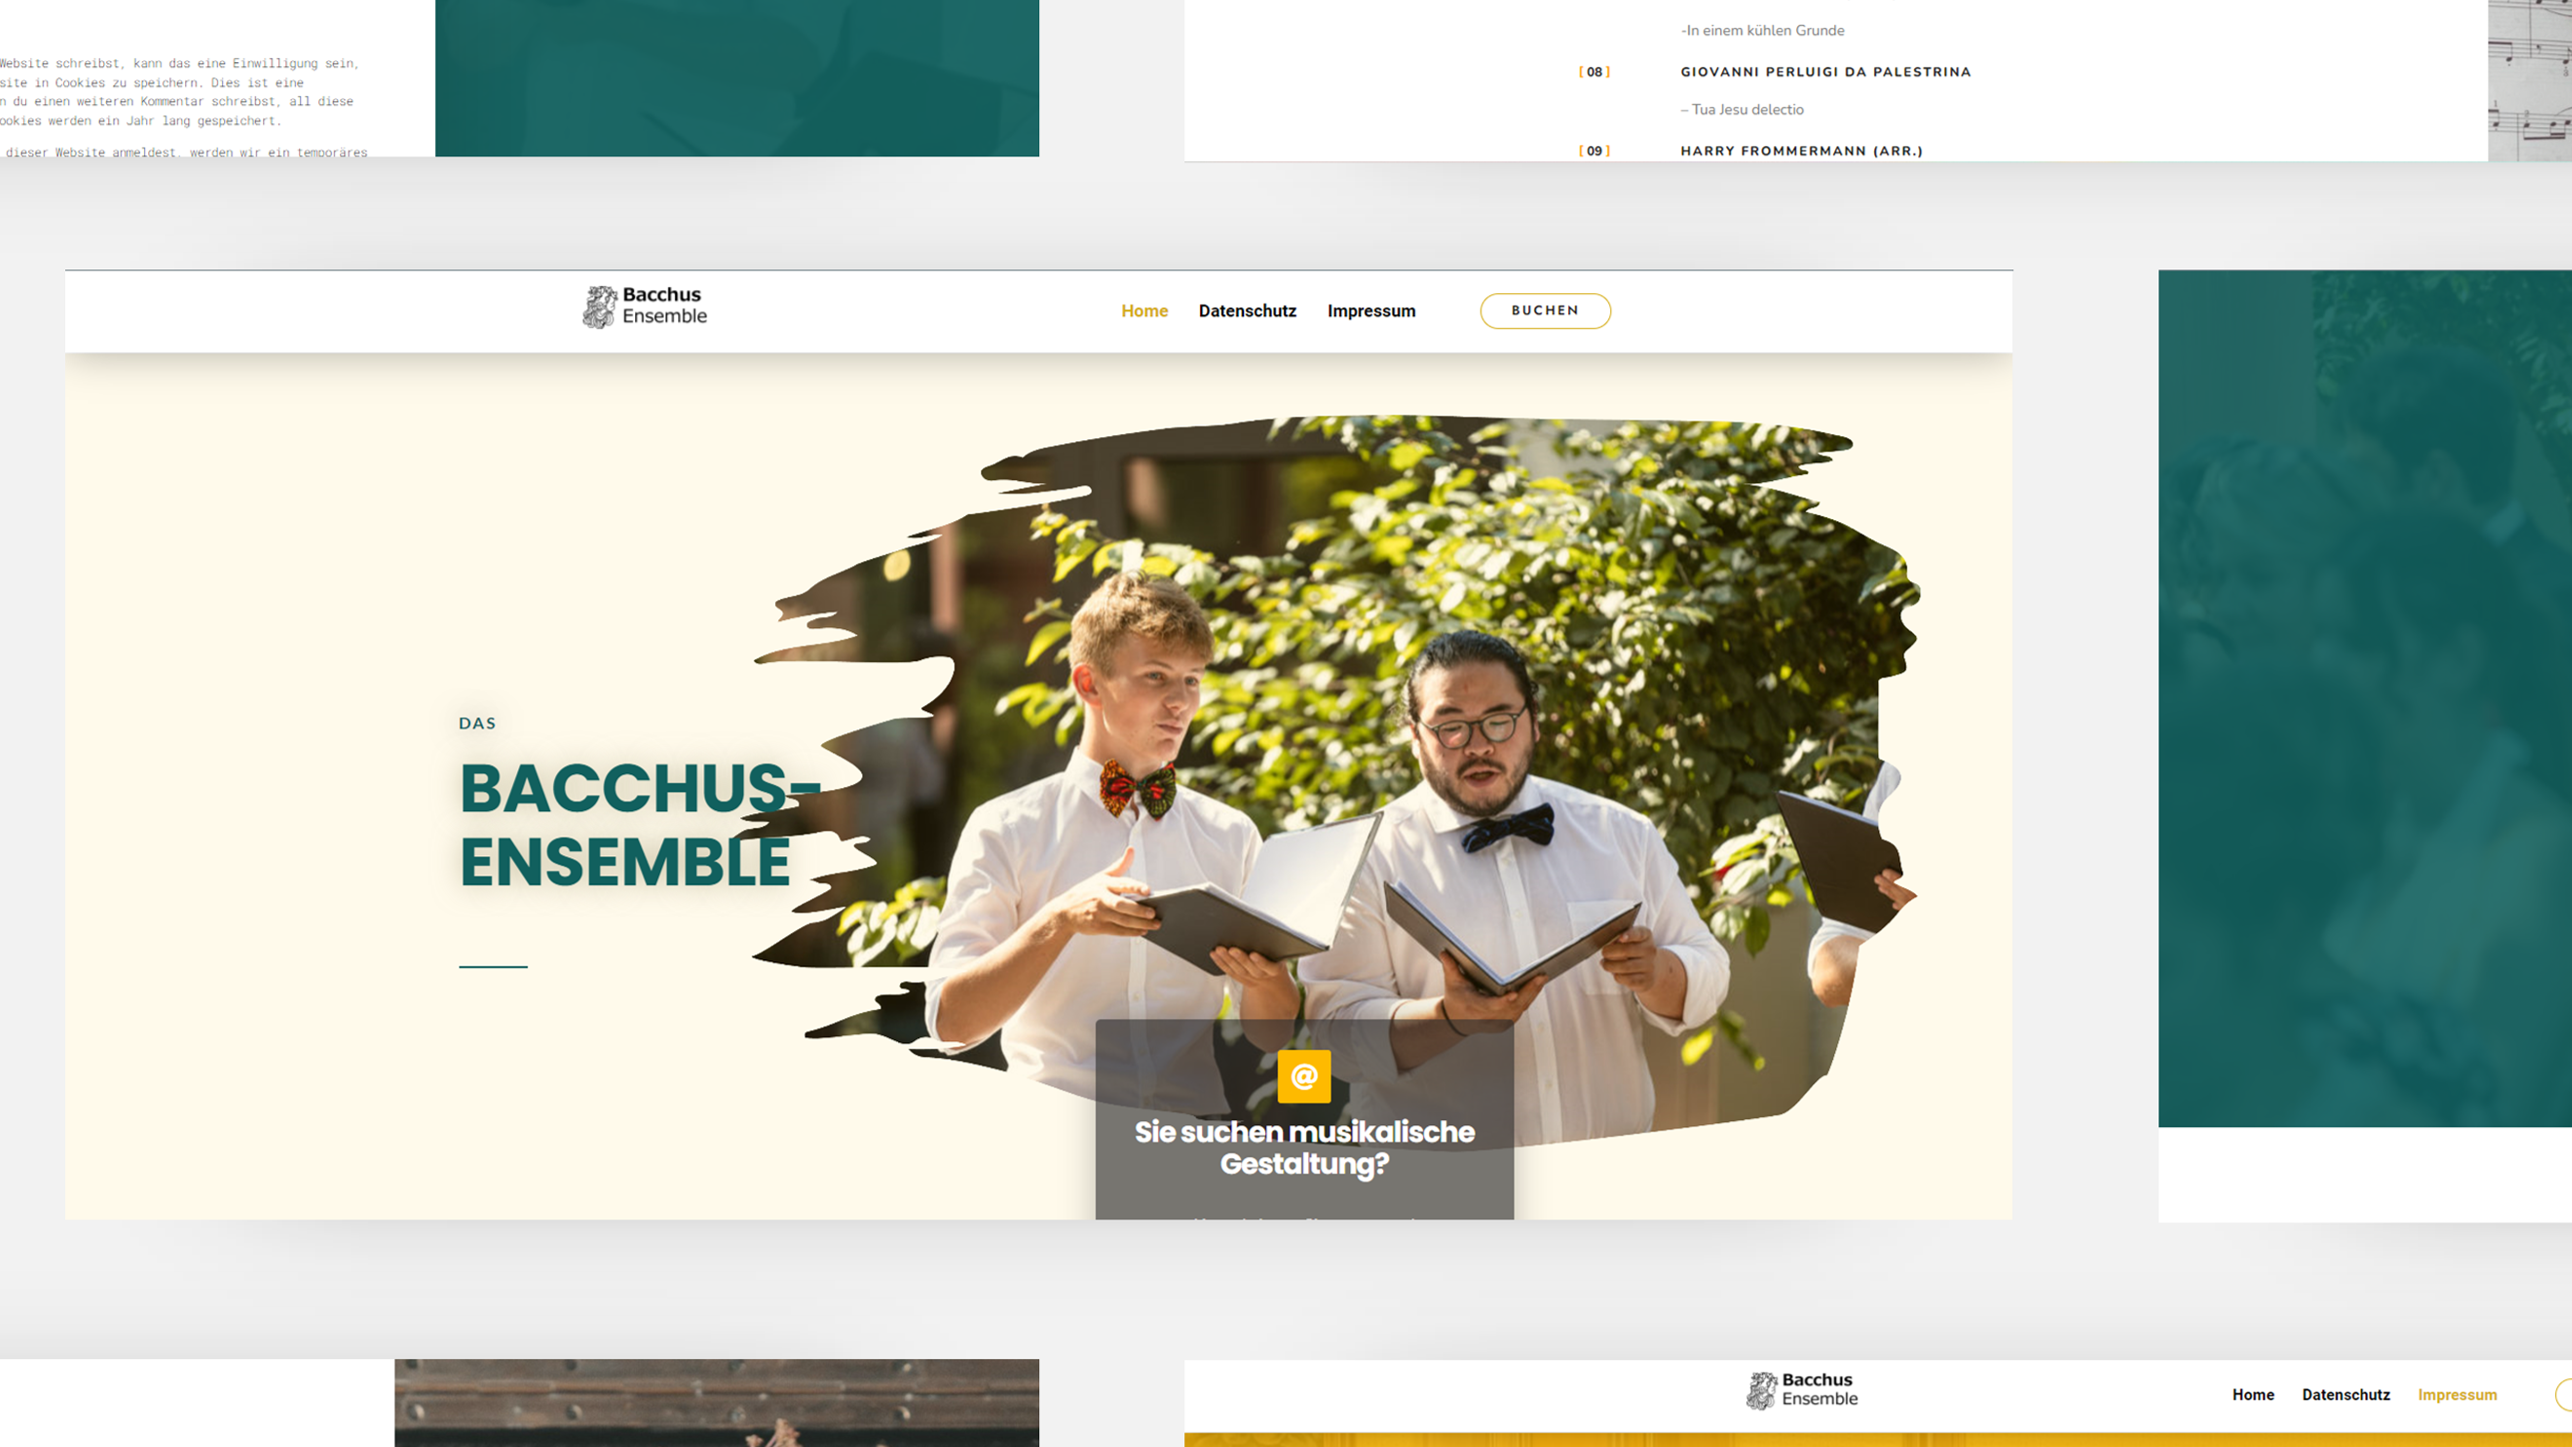 Website schreibst, kann das eine Einwilligung sein,
site in Cookies zu speichern. Dies ist eine
n du einen weiteren Kommentar schreibst, all diese
ookies werden ein Jahr lang gespeichert.
dieser Website anmeldest, werden wir ein temporäres
-In einem kühlen Grunde
[ 08 ] GIOVANNI PERLUIGI DA PALESTRINA
– Tua Jesu delectio
[ 09 ] HARRY FROMMERMANN (ARR.)
Bacchus
Ensemble
Home Datenschutz Impressum BUCHEN
DAS
BACCHUS-
ENSEMBLE
@
Sie suchen musikalische
Gestaltung?
Bacchus
Ensemble
Home Datenschutz Impressum